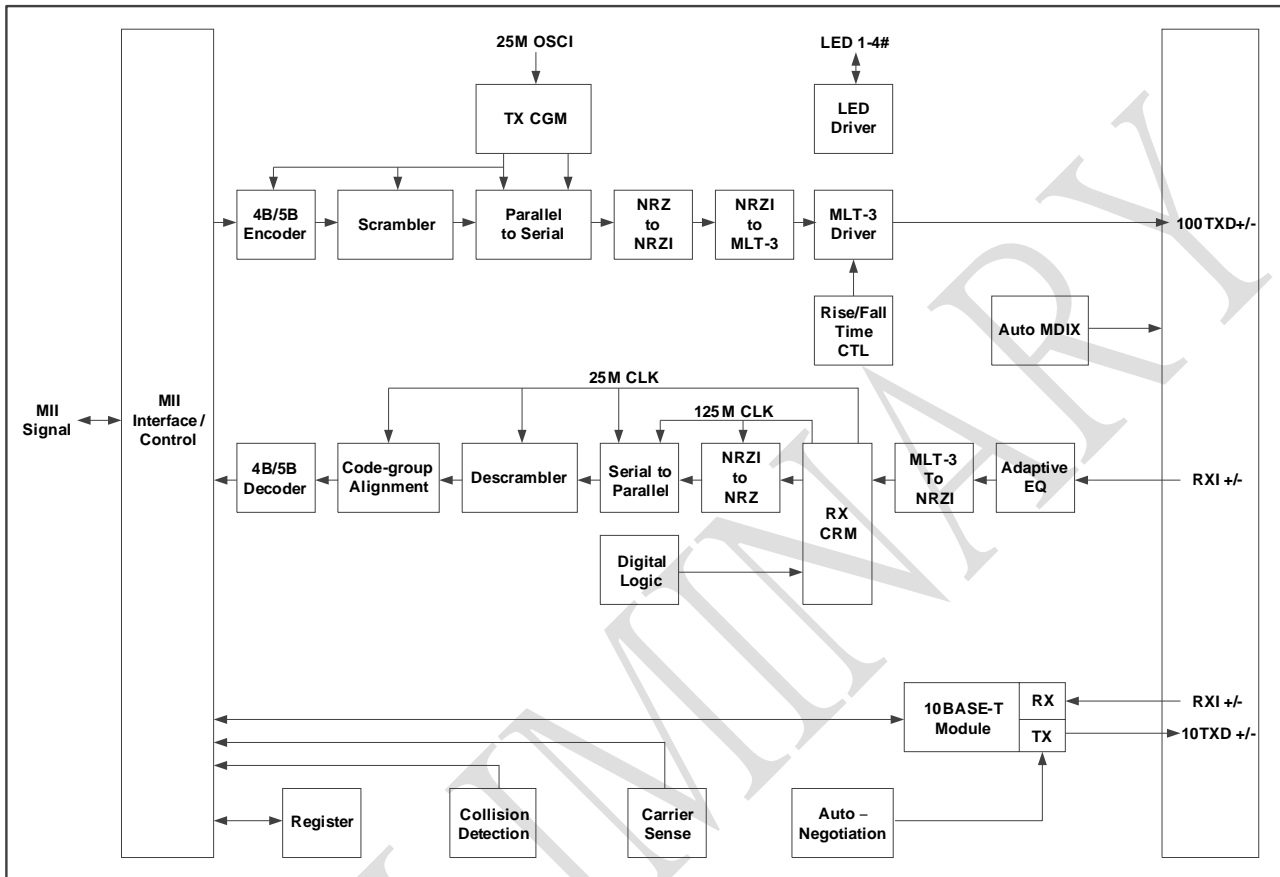 25M OSCI
LED 1-4#
TX CGM
LED
Driver
4B/5B
Encoder
Scrambler
Parallel
to Serial
NRZ
to
NRZI
NRZI
to
MLT-3
MLT-3
Driver
100TXD+/-
Rise/Fall
Time
CTL
Auto MDIX
25M CLK
125M CLK
MII
Signal
MII
Interface/
Control
4B/5B
Decoder
Code-group
Alignment
Descrambler
Serial to
Parallel
NRZI
to
NRZ
RX
CRM
MLT-3
To
NRZI
Adaptive
EQ
RXI +/-
Digital
Logic
10BASE-T
Module
RX
TX
RXI +/-
10TXD +/-
Register
Collision
Detection
Carrier
Sense
Auto –
Negotiation